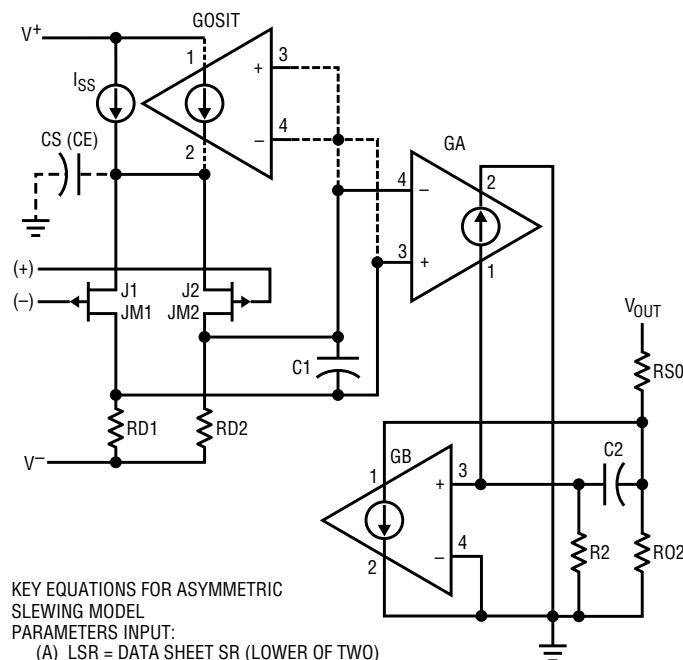 GOSIT
V+
1
3
+
ISS
4
−
CS (CE)
2
GA
4
−
2
3
+
1
(+)
(−)
J1
JM1
J2
JM2
VOUT
RS0
C1
RD1
RD2
V−
GB
C2
1
3
+
4
−
2
R2
RO2
KEY EQUATIONS FOR ASYMMETRIC
SLEWING MODEL
PARAMETERS INPUT:
(A) LSR = DATA SHEET SR (LOWER OF TWO)